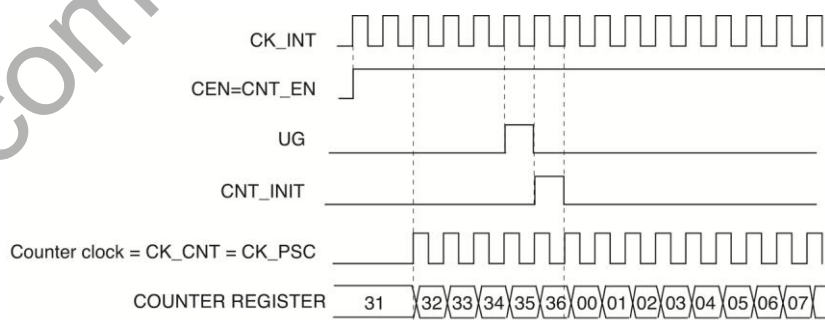 com
CK_INT
CEN=CNT_EN
UG
CNT_INIT
Counter clock = CK_CNT = CK_PSC
COUNTER REGISTER 31 32 33 34 35 36 00 01 02 03 04 05 06 07